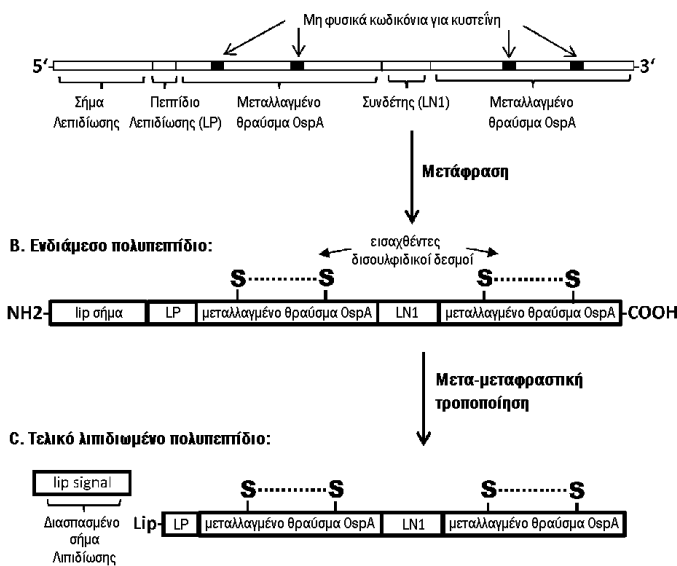 Μη φυσικά κωδικόνια για κυστεΐνη
5‘ -3‘
Σήμα Λεπιδίωσης
Πεπτίδιο Λεπιδίωσης (LP)
Μεταλλαγμένο θραύσμα OspA
Συνδέτης (LN1)
Μεταλλαγμένο θραύσμα OspA
Μετάφραση
Β. Ενδιάμεσο πολυπεπτίδιο:
εισαχθέντες
δισουλφιδικοί δεσμοί
S S S S
NH2- lip σήμα LP μεταλλαγμένο θραύσμα OspA LN1 μεταλλαγμένο θραύσμα OspA -COOH
Μετα-μεταφραστική
τροποποίηση
C. Τελικό λιπιδιωμένο πολυπεπτίδιο:
S S S S
lip signal
Lip- LP μεταλλαγμένο θραύσμα OspA LN1 μεταλλαγμένο θραύσμα OspA
Διασπασμένο
σήμα
Λιπιδίωσης